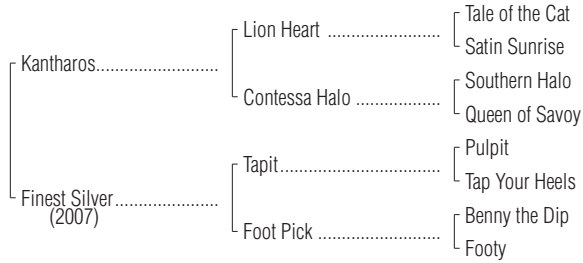 Tale of the Cat
Lion Heart ........................
Satin Sunrise
Kantharos..........................
Southern Halo
Contessa Halo ..................
Queen of Savoy
Pulpit
Tapit..................................
Tap Your Heels
Finest Silver......................
(2007)
Benny the Dip
Foot Pick ..........................
Footy